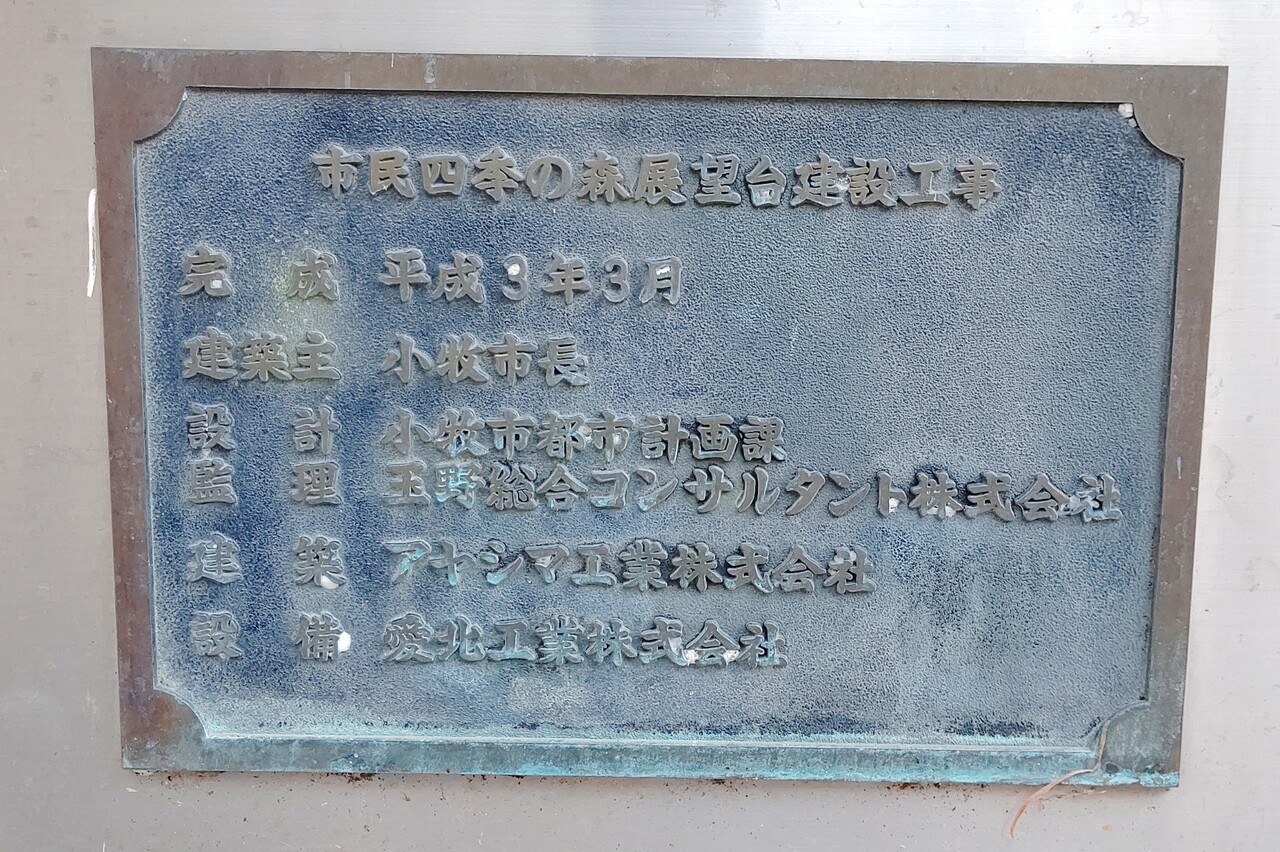 市民四季の森展望台建設工事
完　成　平成3年3月
建築主　小牧市長
設　計　小牧市都市計画課
監　理　玉野総合コンサルタント株式会社
建　築　アヤシマ工業株式会社
設　備　愛北工業株式会社